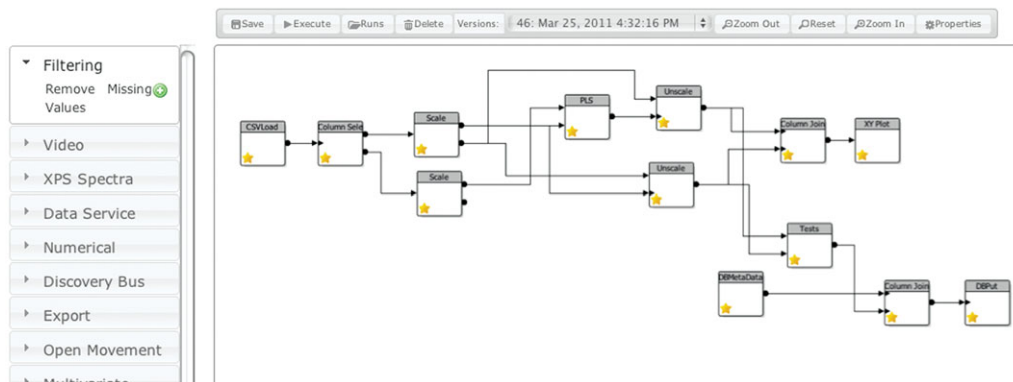 Save Execute Runs Delete Versions: 46: Mar 25, 2011 4:32:16 PM Zoom Out Reset Zoom In Properties
Filtering
Remove Missing
Values
Video
XPS Spectra
Data Service
Numerical
Discovery Bus
Export
Open Movement
Multivariate
CSVLoad
Column Sele
Scale
Scale
PLS
Unscale
Unscale
Column Join
XY Plot
Tests
DBMetaData
Column Join
DBPut